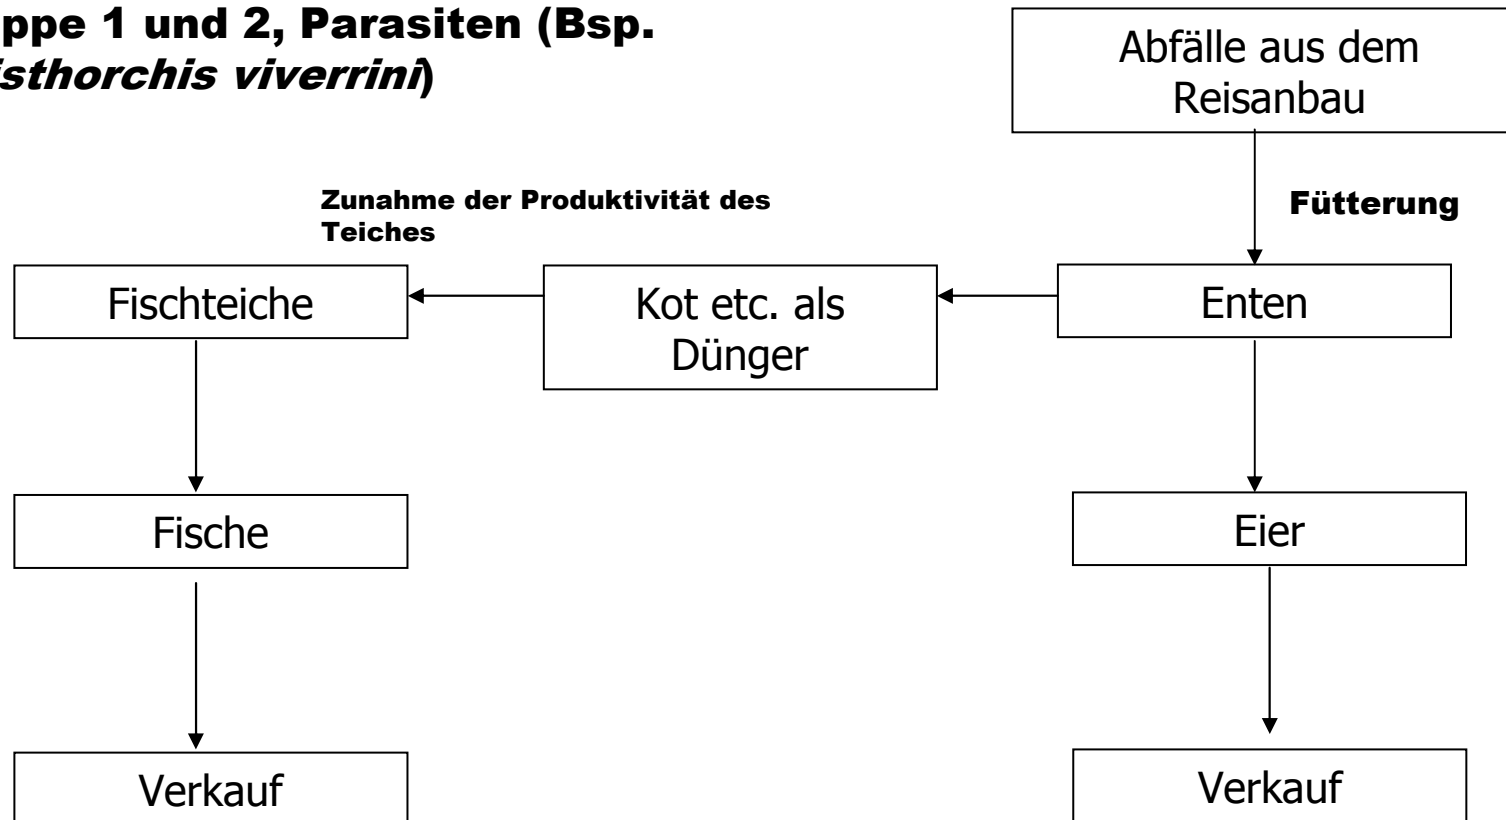 ppe 1 und 2, Parasiten (Bsp.
isthorchis viverrini)
Abfälle aus dem
Reisanbau
Zunahme der Produktivität des
Teiches
Fütterung
Fischteiche
Kot etc. als
Dünger
Enten
Fische
Eier
Verkauf
Verkauf